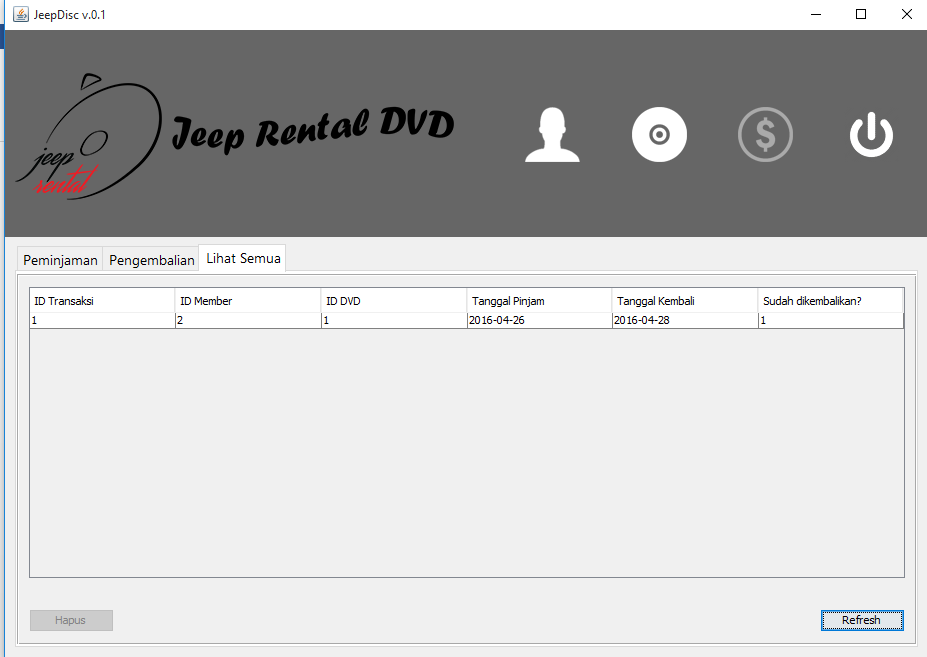 JeepDisc v.0.1
jeep
rental
Jeep Rental DVD
$
Peminjaman Pengembalian Lihat Semua
ID Transaksi ID Member ID DVD Tanggal Pinjam Tanggal Kembali Sudah dikembalikan?
1 2 1 2016-04-26 2016-04-28 1
Hapus Refresh